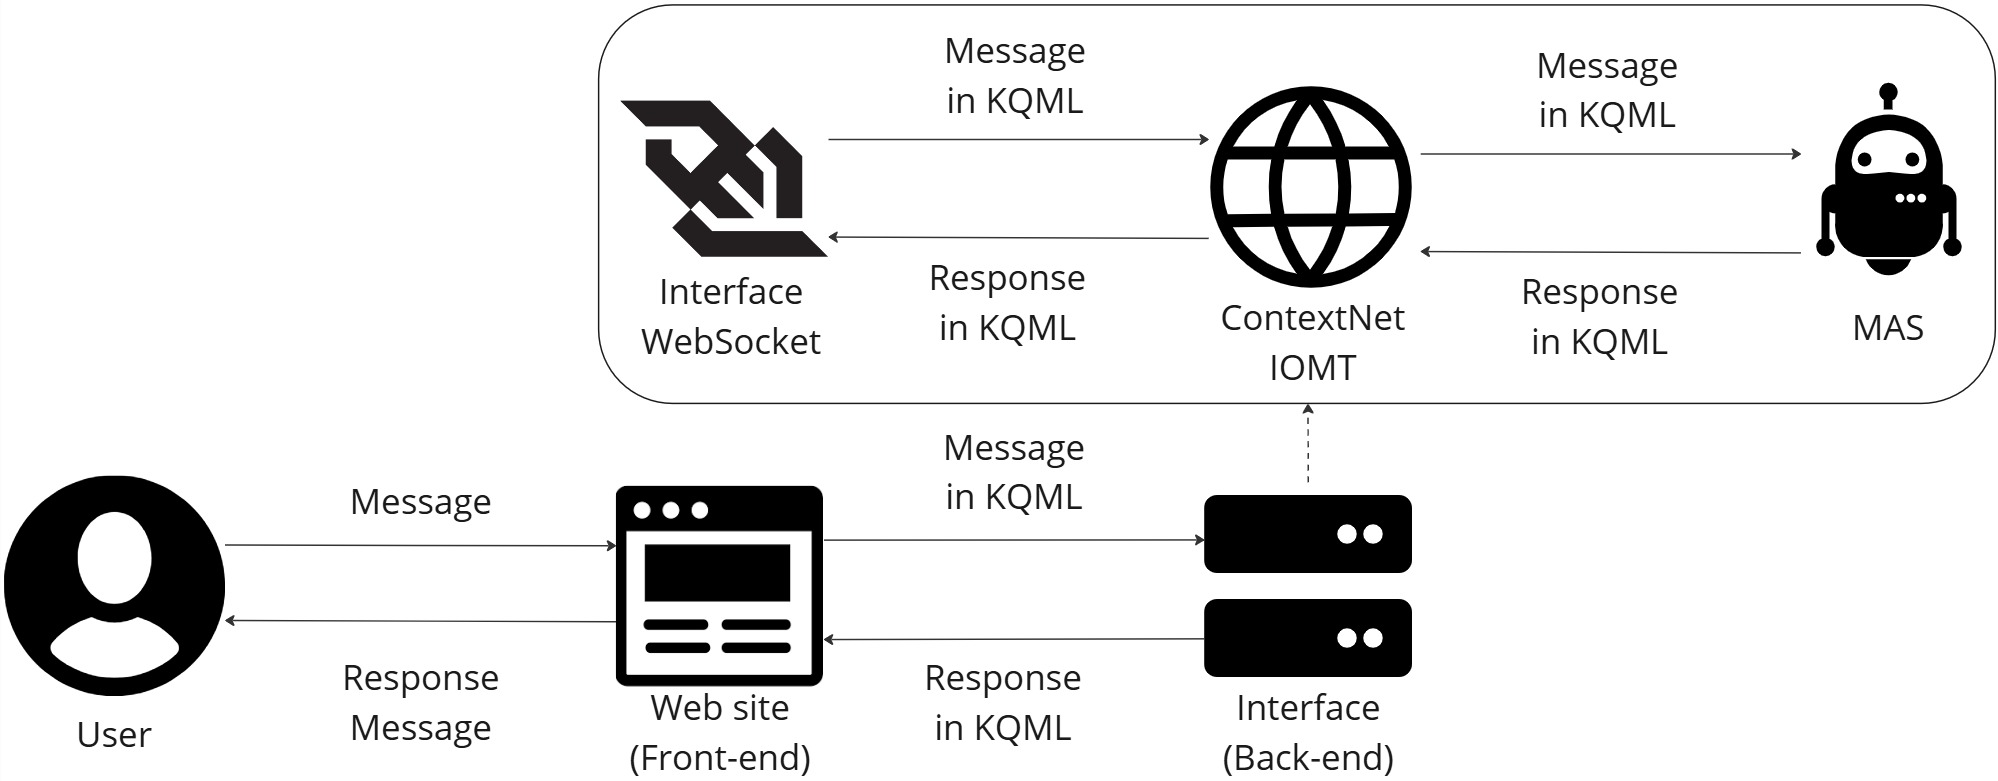 Message
in KQML
Message
in KQML
Interface
WebSocket
Response
in KQML
ContextNet
IOMT
Response
in KQML
MAS
Message
Message
in KQML
Response
Message
User
Web site
(Front-end)
Response
in KQML
Interface
(Back-end)